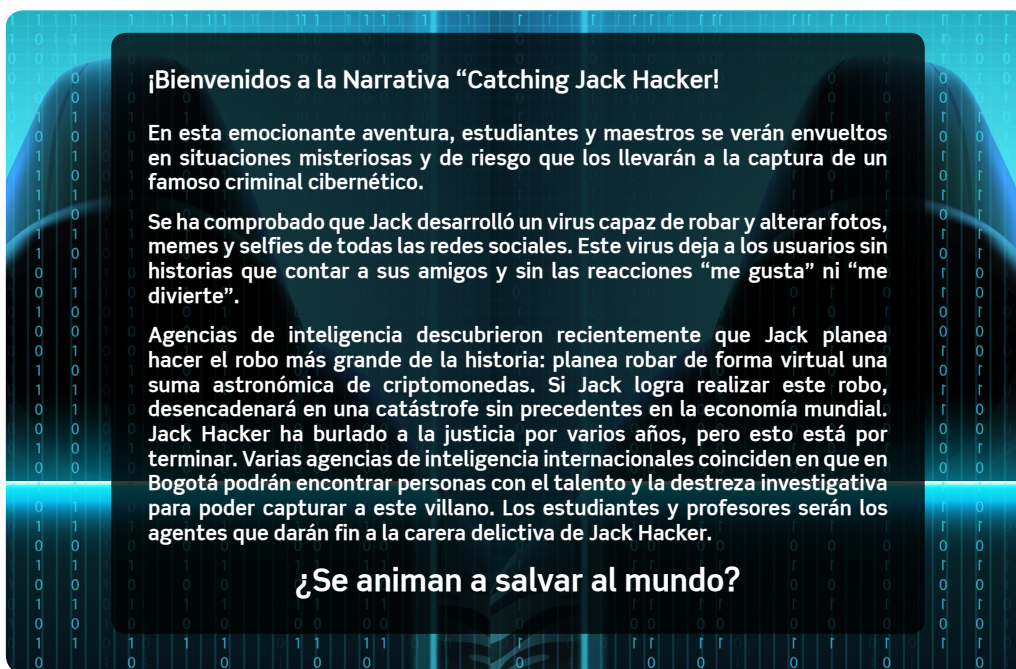 ¡Bienvenidos a la Narrativa “Catching Jack Hacker!
En esta emocionante aventura, estudiantes y maestros se verán envueltos
en situaciones misteriosas y de riesgo que los llevarán a la captura de un
famoso criminal cibernético.
Se ha comprobado que Jack desarrolló un virus capaz de robar y alterar fotos,
memes y selfies de todas las redes sociales. Este virus deja a los usuarios sin
historias que contar a sus amigos y sin las reacciones “me gusta” ni “me
divierte”.
Agencias de inteligencia descubrieron recientemente que Jack planea
hacer el robo más grande de la historia: planea robar de forma virtual una
suma astronómica de criptomonedas. Si Jack logra realizar este robo,
desencadenará en una catástrofe sin precedentes en la economía mundial.
Jack Hacker ha burlado a la justicia por varios años, pero esto está por
terminar. Varias agencias de inteligencia internacionales coinciden en que en
Bogotá podrán encontrar personas con el talento y la destreza investigativa
para poder capturar a este villano. Los estudiantes y profesores serán los
agentes que darán fin a la carera delictiva de Jack Hacker.
¿Se animan a salvar al mundo?